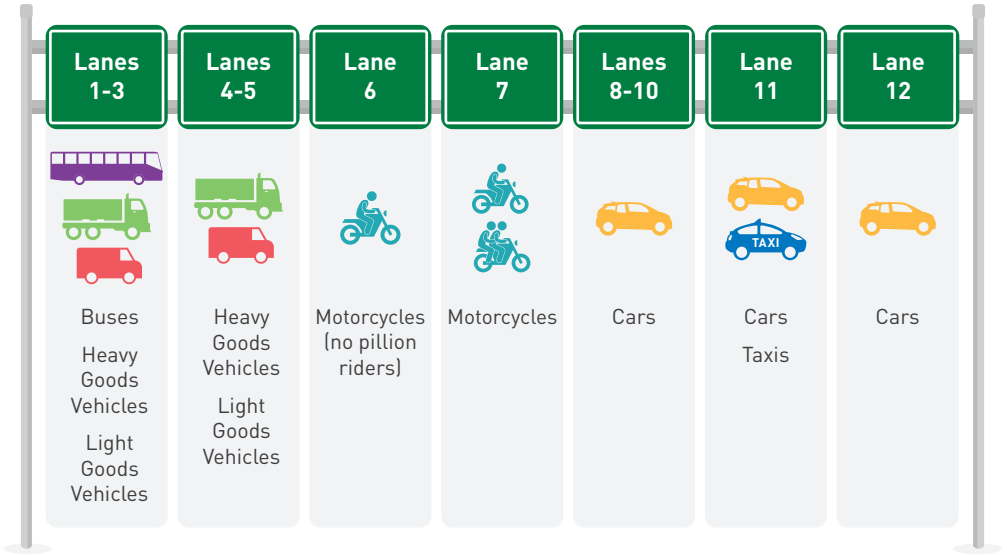 Lanes
1-3
Lanes
4-5
Lane
6
Lane
7
Lanes
8-10
Lane
11
Lane
12
TAXI
Buses
Heavy
Goods
Vehicles
Light
Goods
Vehicles
Heavy
Goods
Vehicles
Light
Goods
Vehicles
Motorcycles
(no pillion
riders)
Motorcycles
Cars
Cars
Taxis
Cars